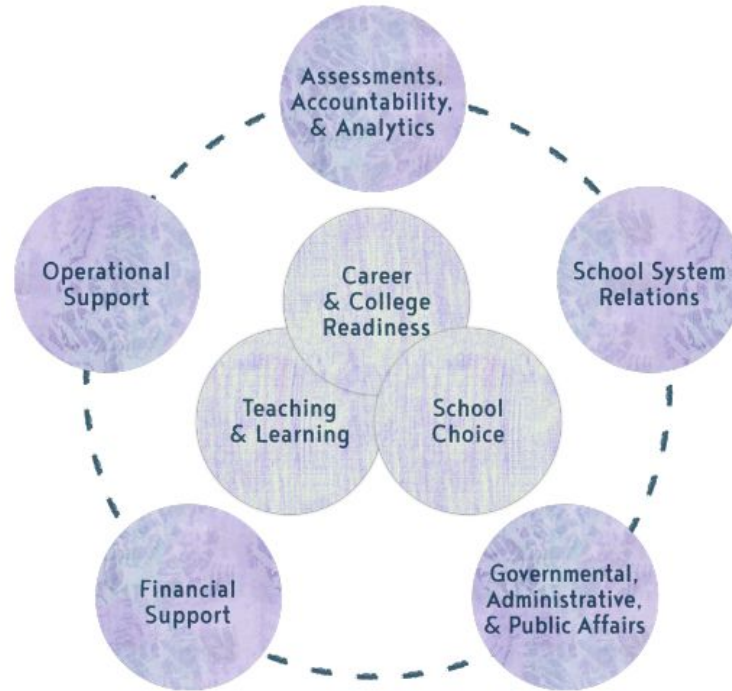 Assessments,
Accountability,
& Analytics
Operational
Support
School System
Relations
Career
& College
Readiness
Teaching
& Learning
School
Choice
Financial
Support
Governmental,
Administrative,
& Public Affairs